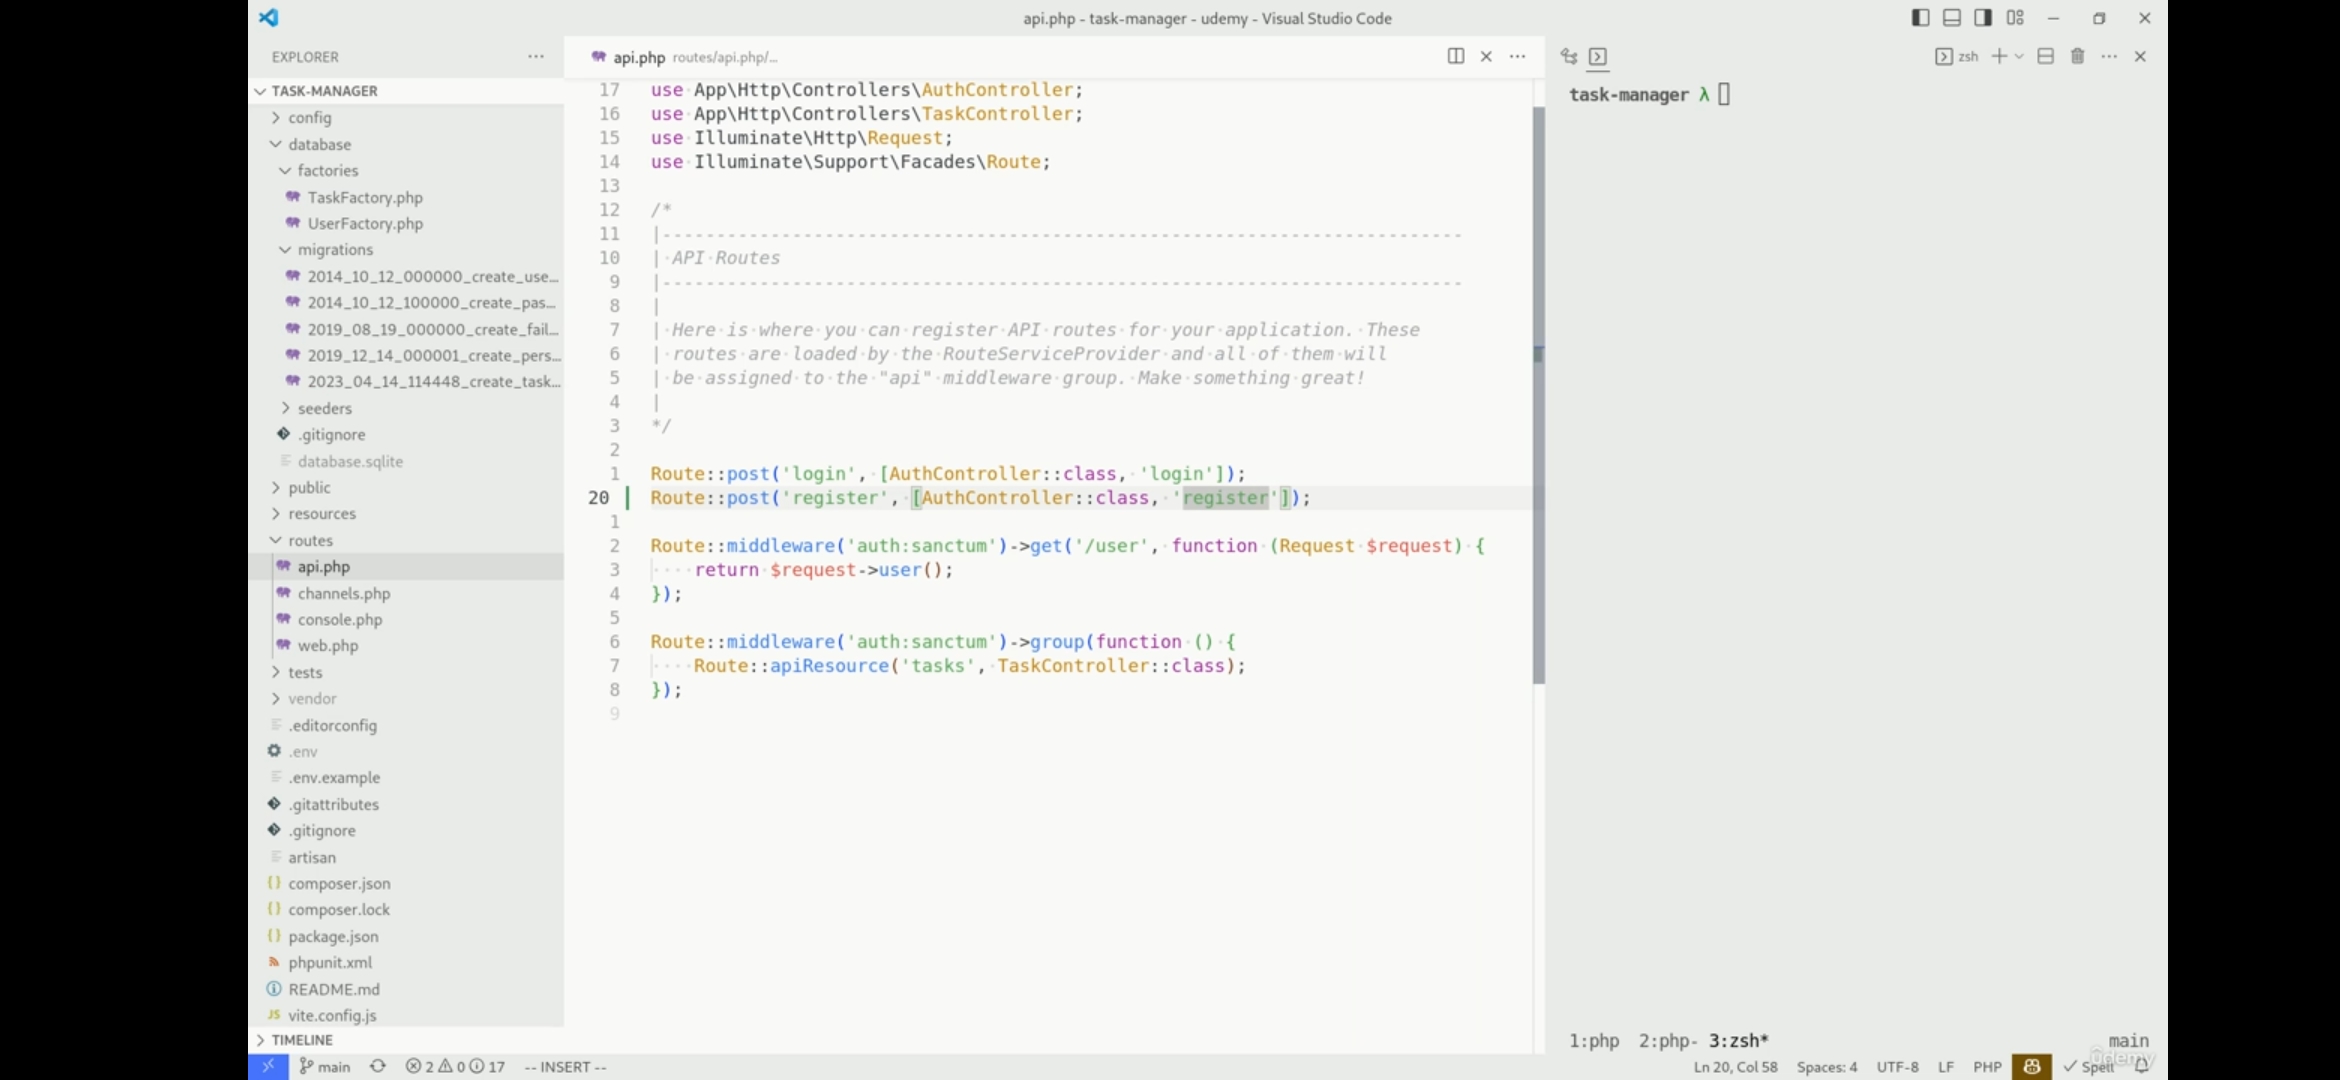 api.php - task-manager - udemy - Visual Studio Code
EXPLORER
TASK-MANAGER
config
database
factories
TaskFactory.php
UserFactory.php
migrations
2014_10_12_000000_create_use...
2014_10_12_100000_create_pas...
2019_08_19_000000_create_fail...
2019_12_14_000001_create_pers...
2023_04_14_114448_create_task...
seeders
.gitignore
database.sqlite
public
resources
routes
api.php
channels.php
console.php
web.php
tests
vendor
.editorconfig
.env
.env.example
.gitattributes
.gitignore
artisan
composer.json
composer.lock
package.json
phpunit.xml
README.md
JS vite.config.js
TIMELINE
api.php routes/api.php/...
17 use App\Http\Controllers\AuthController;
16 use App\Http\Controllers\TaskController;
15 use Illuminate\Http\Request;
14 use Illuminate\Support\Facades\Route;
13
12 /*
11 |--------------------------------------------------------------------------
10 | API Routes
9 |--------------------------------------------------------------------------
8 |
7 | Here is where you can register API routes for your application. These
6 | routes are loaded by the RouteServiceProvider and all of them will
5 | be assigned to the "api" middleware group. Make something great!
4 |
3 */
2
1 Route::post('login', [AuthController::class, 'login']);
20 Route::post('register', [AuthController::class, 'register']);
1
2 Route::middleware('auth:sanctum')->get('/user', function (Request $request) {
3     return $request->user();
4 });
5
6 Route::middleware('auth:sanctum')->group(function () {
7     Route::apiResource('tasks', TaskController::class);
8 });
9
zsh
task-manager λ
1:php 2:php- 3:zsh* main
main 2 0 17 -- INSERT --
Ln 20, Col 58 Spaces: 4 UTF-8 LF PHP Spell
udemy